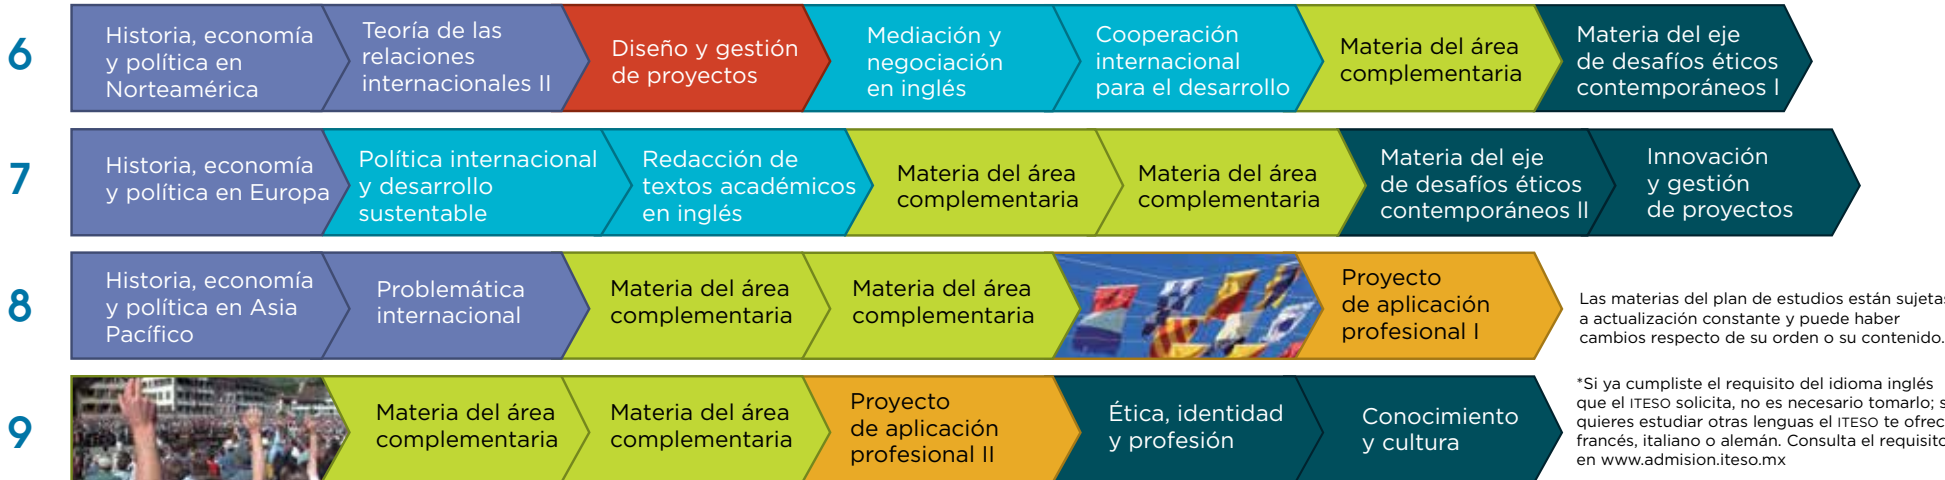 6
Historia, economía
y política en
Norteamérica
Teoría de las
relaciones
internacionales II
Diseño y gestión
de proyectos
Mediación y
negociación
en inglés
Cooperación
internacional
para el desarrollo
Materia del área
complementaria
Materia del eje
de desafíos éticos
contemporáneos I
7
Historia, economía
y política en Europa
Política internacional
y desarrollo
sustentable
Redacción de
textos académicos
en inglés
Materia del área
complementaria
Materia del área
complementaria
Materia del eje
de desafíos éticos
contemporáneos II
Innovación
y gestión
de proyectos
8
Historia, economía
y política en Asia
Pacífico
Problemática
internacional
Materia del área
complementaria
Materia del área
complementaria
Proyecto
de aplicación
profesional I
Las materias del plan de estudios están
a actualización constante y puede haber
cambios respecto de su orden o su contenido.
9
Materia del área
complementaria
Materia del área
complementaria
Proyecto
de aplicación
profesional II
Ética, identidad
y profesión
Conocimiento
y cultura
*Si ya cumpliste el requisito del idioma inglés
que el ITESO solicita, no es necesario tomarlo;
quieres estudiar otras lenguas el ITESO te
francés, italiano o alemán. Consulta el requisito
en www.admision.iteso.mx